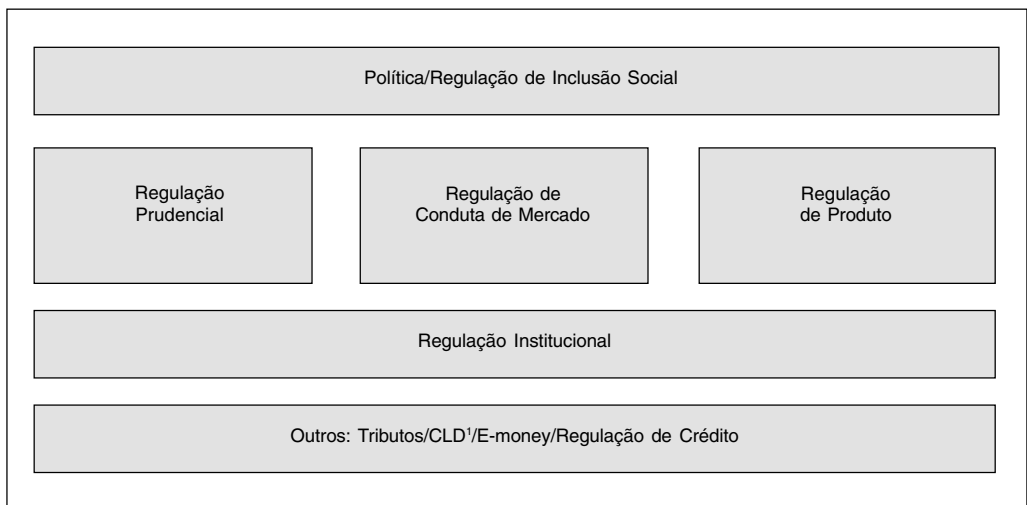 Política/Regulação de Inclusão Social
Regulação
Prudencial
Regulação de
Conduta de Mercado
Regulação
de Produto
Regulação Institucional
Outros: Tributos/CLD¹/E-money/Regulação de Crédito